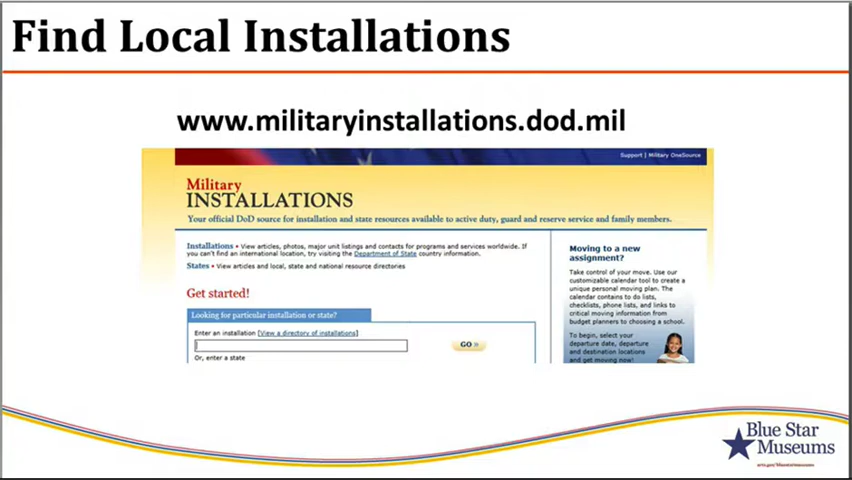 Find Local Installations
www.militaryinstallations.dod.mil
Support | Military OneSource
Military
INSTALLATIONS
Your official DoD source for installation and state resources available to active duty, guard and reserve service and family members.
Installations • View articles, photos, major unit listings and contacts for programs and services worldwide. If
you can't find an international location, try visiting the Department of State country information.
States • View articles and local, state and national resource directories
Get started!
Looking for particular installation or state?
Enter an installation [View a directory of installations]
GO »
Or, enter a state
Moving to a new
assignment?
Take control of your move. Use our
customizable calendar tool to create a
unique personal moving plan. The
calendar contains to do lists,
checklists, phone lists, and links to
critical moving information from
budget planners to choosing a school.
To begin, select your
departure date, departure
and destination locations
and get moving now!
Blue Star
Museums